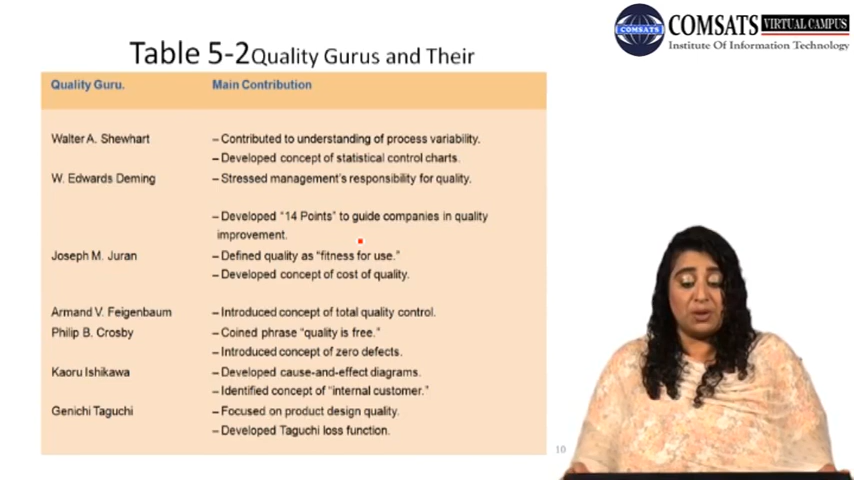 COMSATS VIRTUAL CAMPUS
COMSATS
Institute Of Information Technology
Table 5-2 Quality Gurus and Their
Quality Guru. Main Contribution
Walter A. Shewhart – Contributed to understanding of process variability.
– Developed concept of statistical control charts.
W. Edwards Deming – Stressed management's responsibility for quality.
– Developed “14 Points” to guide companies in quality
improvement.
Joseph M. Juran – Defined quality as “fitness for use.”
– Developed concept of cost of quality.
Armand V. Feigenbaum – Introduced concept of total quality control.
Philip B. Crosby – Coined phrase “quality is free.”
– Introduced concept of zero defects.
Kaoru Ishikawa – Developed cause-and-effect diagrams.
– Identified concept of “internal customer.”
Genichi Taguchi – Focused on product design quality.
– Developed Taguchi loss function.
10